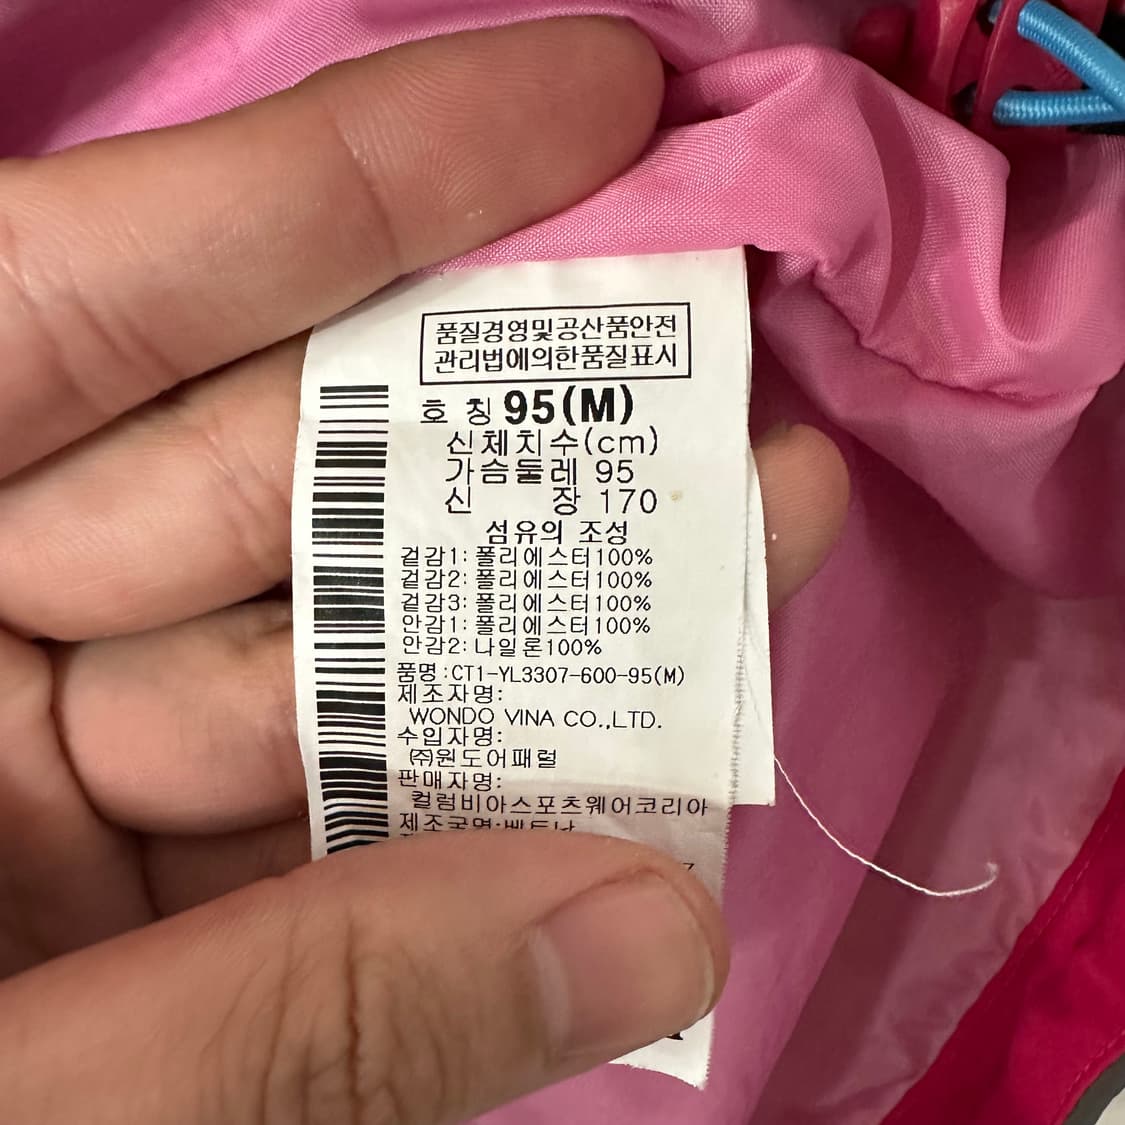 품질경영및공산품안전
관리법에의한품질표시
호 칭 95(M)
신체치수(cm)
가슴둘레 95
신 장 170
섬유의 조성
겉감1: 폴리에스터100%
겉감2: 폴리에스터100%
겉감3: 폴리에스터100%
안감1: 폴리에스터100%
안감2: 나일론100%
품명:CT1-YL3307-600-95(M)
제조자명:
WONDO VINA CO.,LTD.
수입자명:
㈜원도어패럴
판매자명:
컬럼비아스포츠웨어코리아
제조국명:베트남